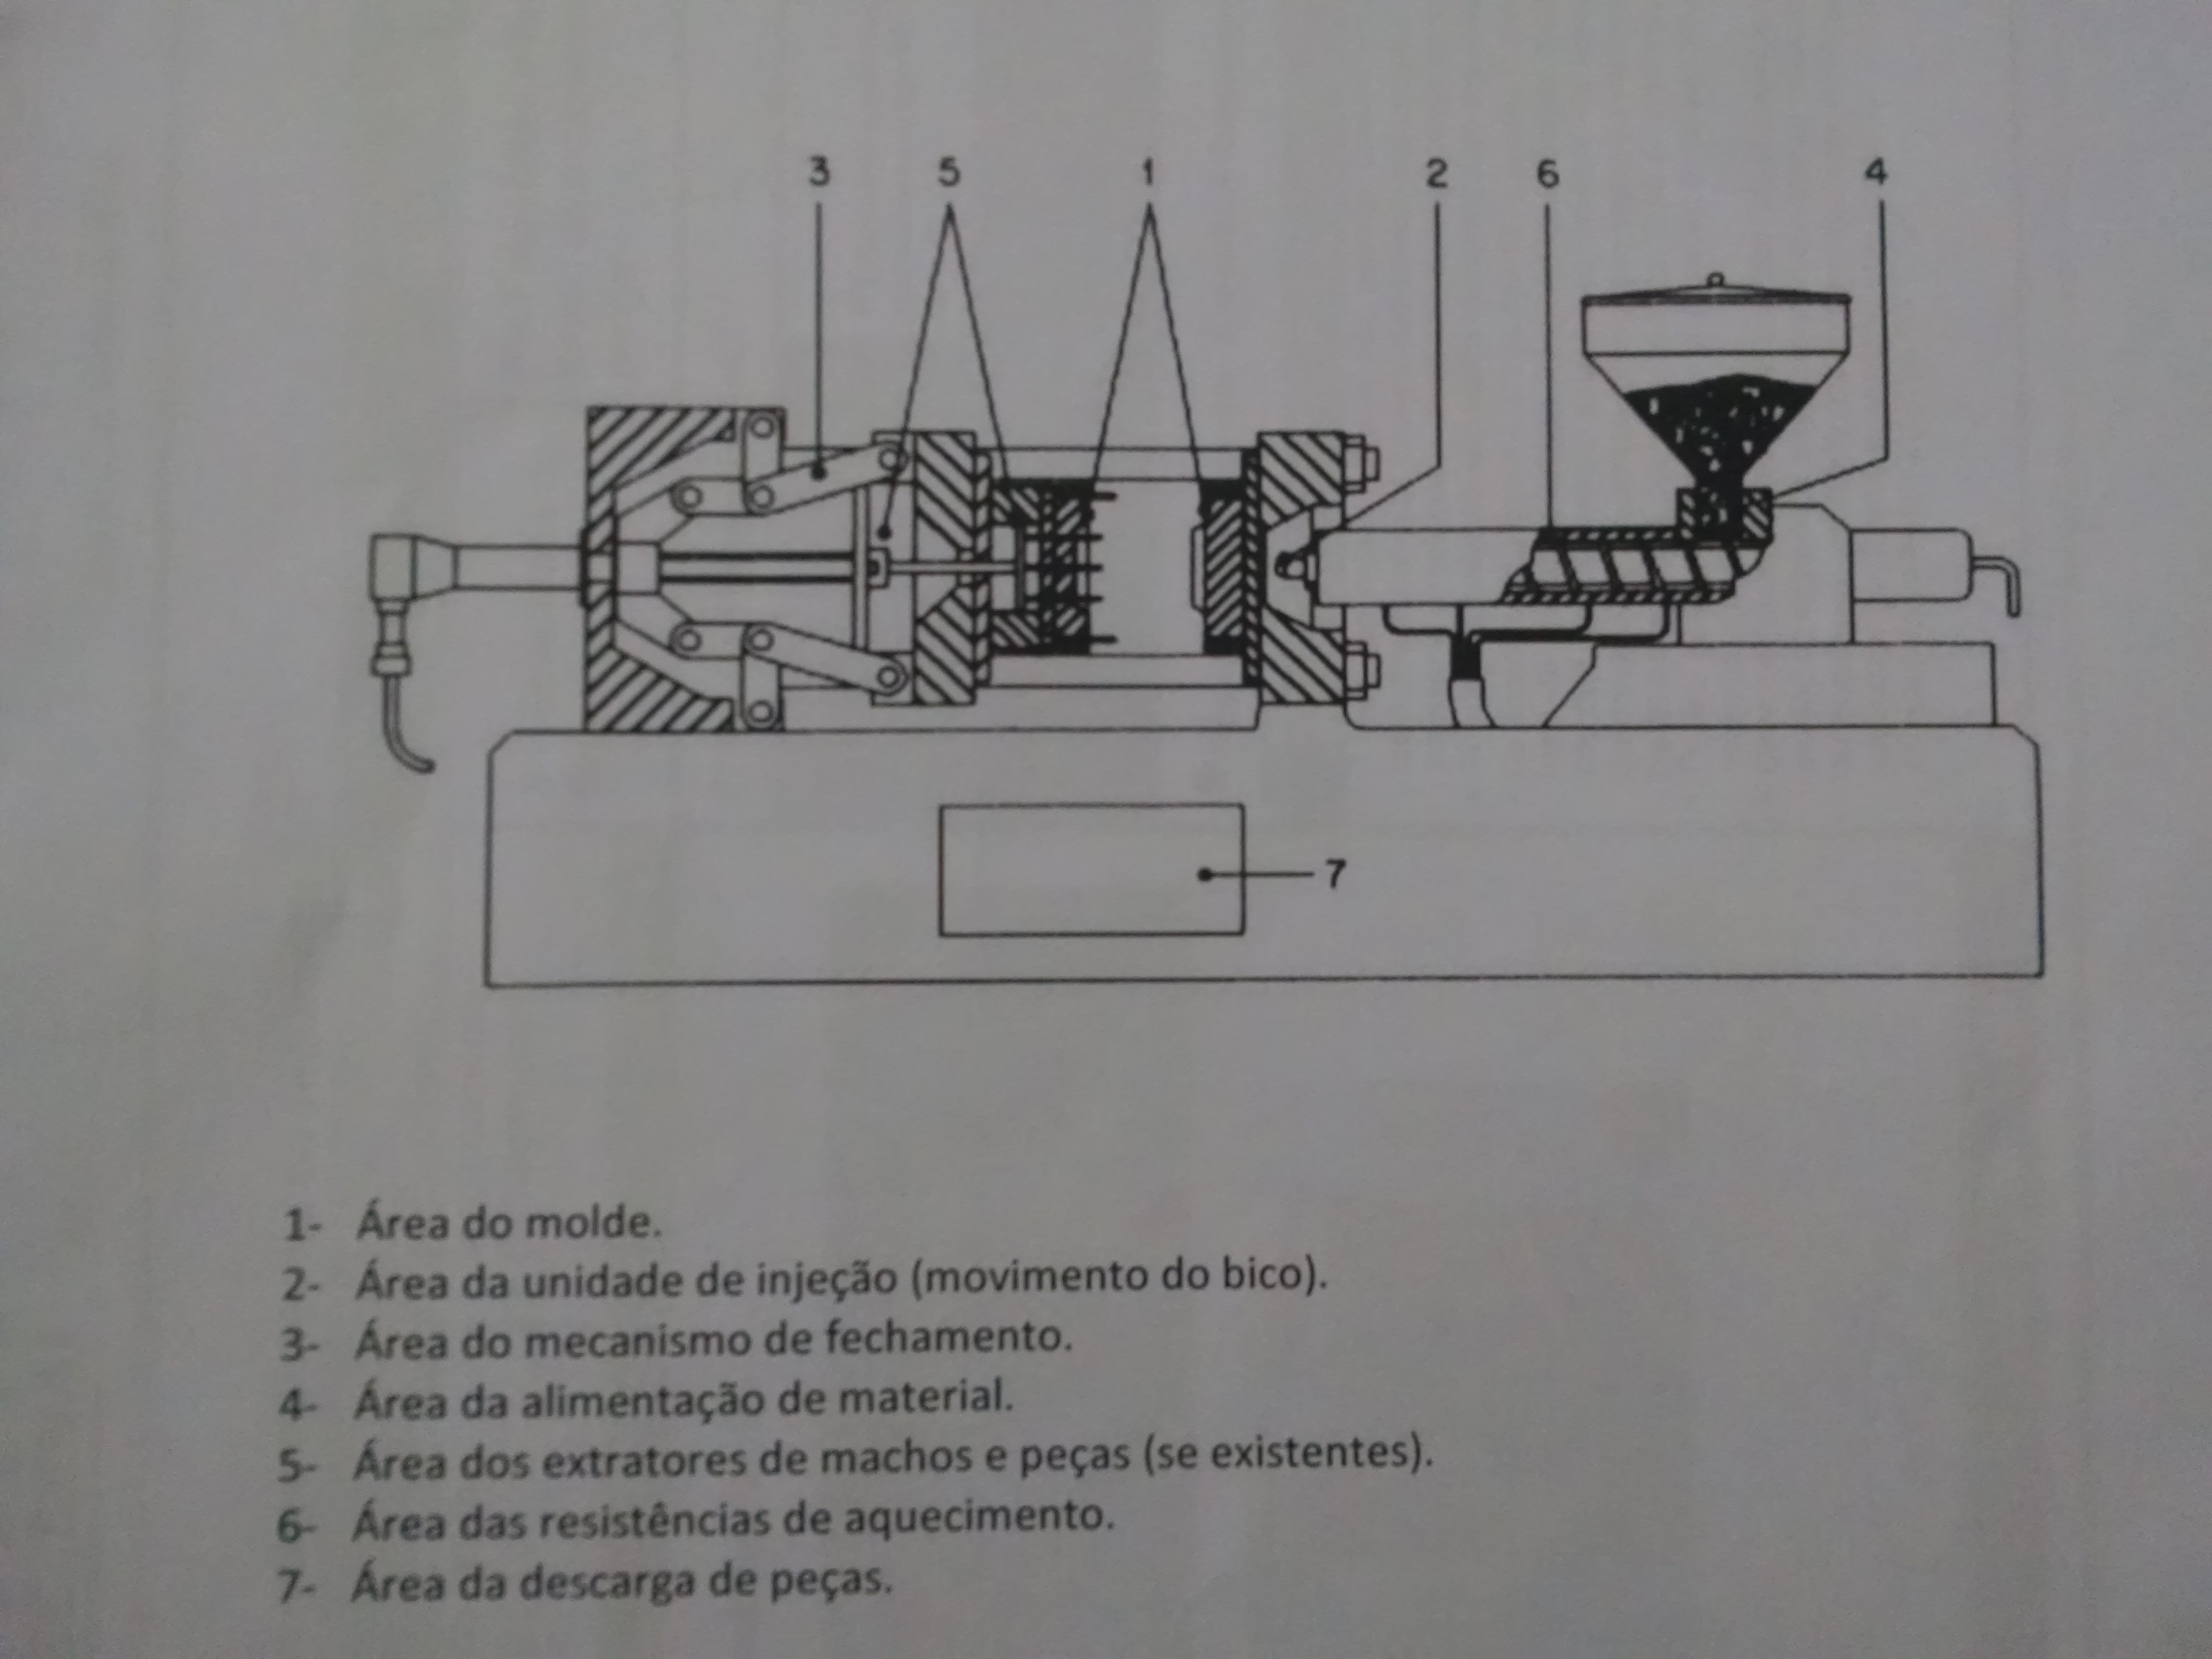 3 5 1 2 6 4
7
1- Área do molde.
2- Área da unidade de injeção (movimento do bico).
3- Área do mecanismo de fechamento.
4- Área da alimentação de material.
5- Área dos extratores de machos e peças (se existentes).
6- Área das resistências de aquecimento.
7- Área da descarga de peças.